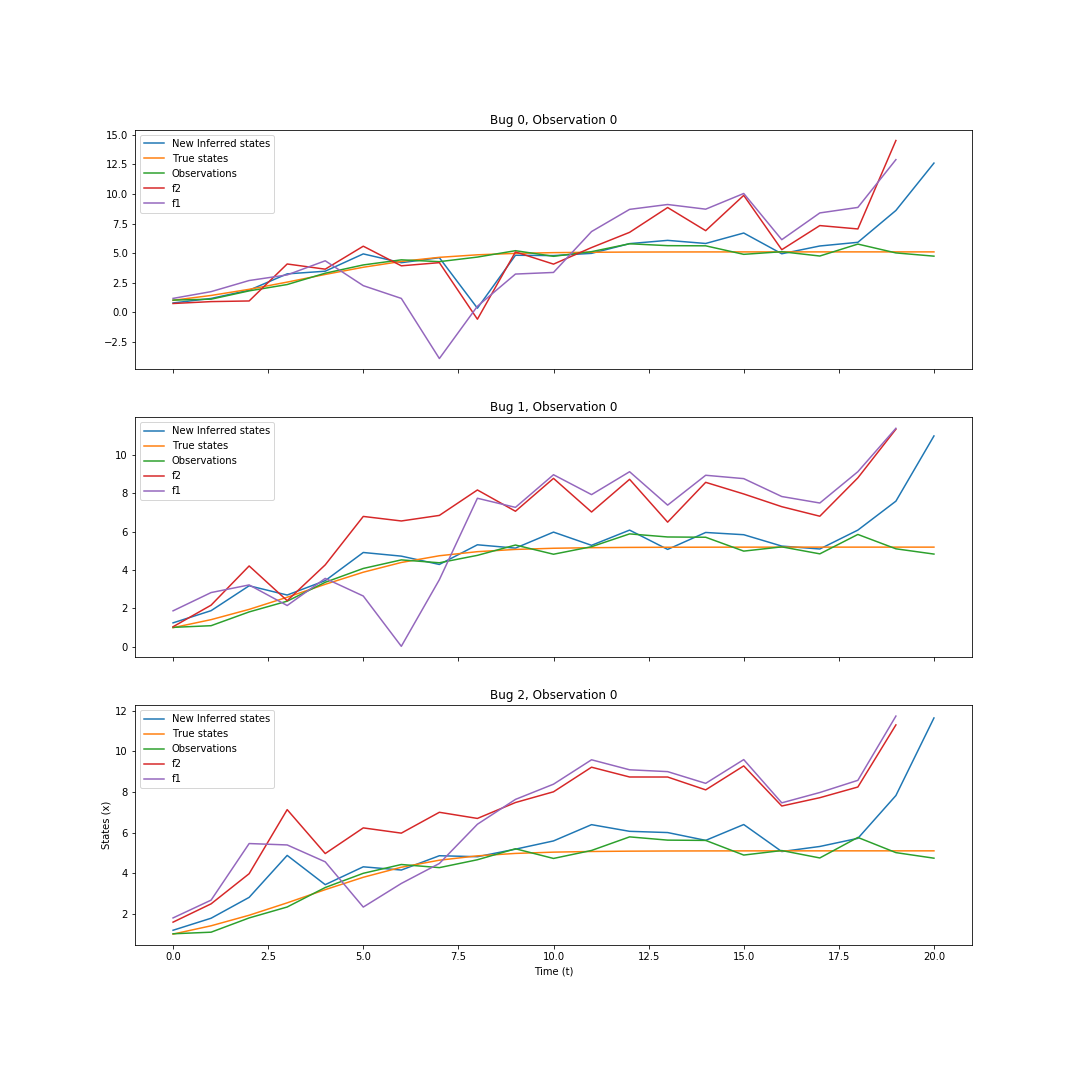 Bug 0, Observation 0
15.0
12.5
10.0
7.5
5.0
2.5
0.0
−2.5
New Inferred states
True states
Observations
f2
f1
Bug 1, Observation 0
10
8
6
4
2
0
New Inferred states
True states
Observations
f2
f1
Bug 2, Observation 0
12
10
8
6
4
2
States (x)
New Inferred states
True states
Observations
f2
f1
0.0 2.5 5.0 7.5 10.0 12.5 15.0 17.5 20.0
Time (t)